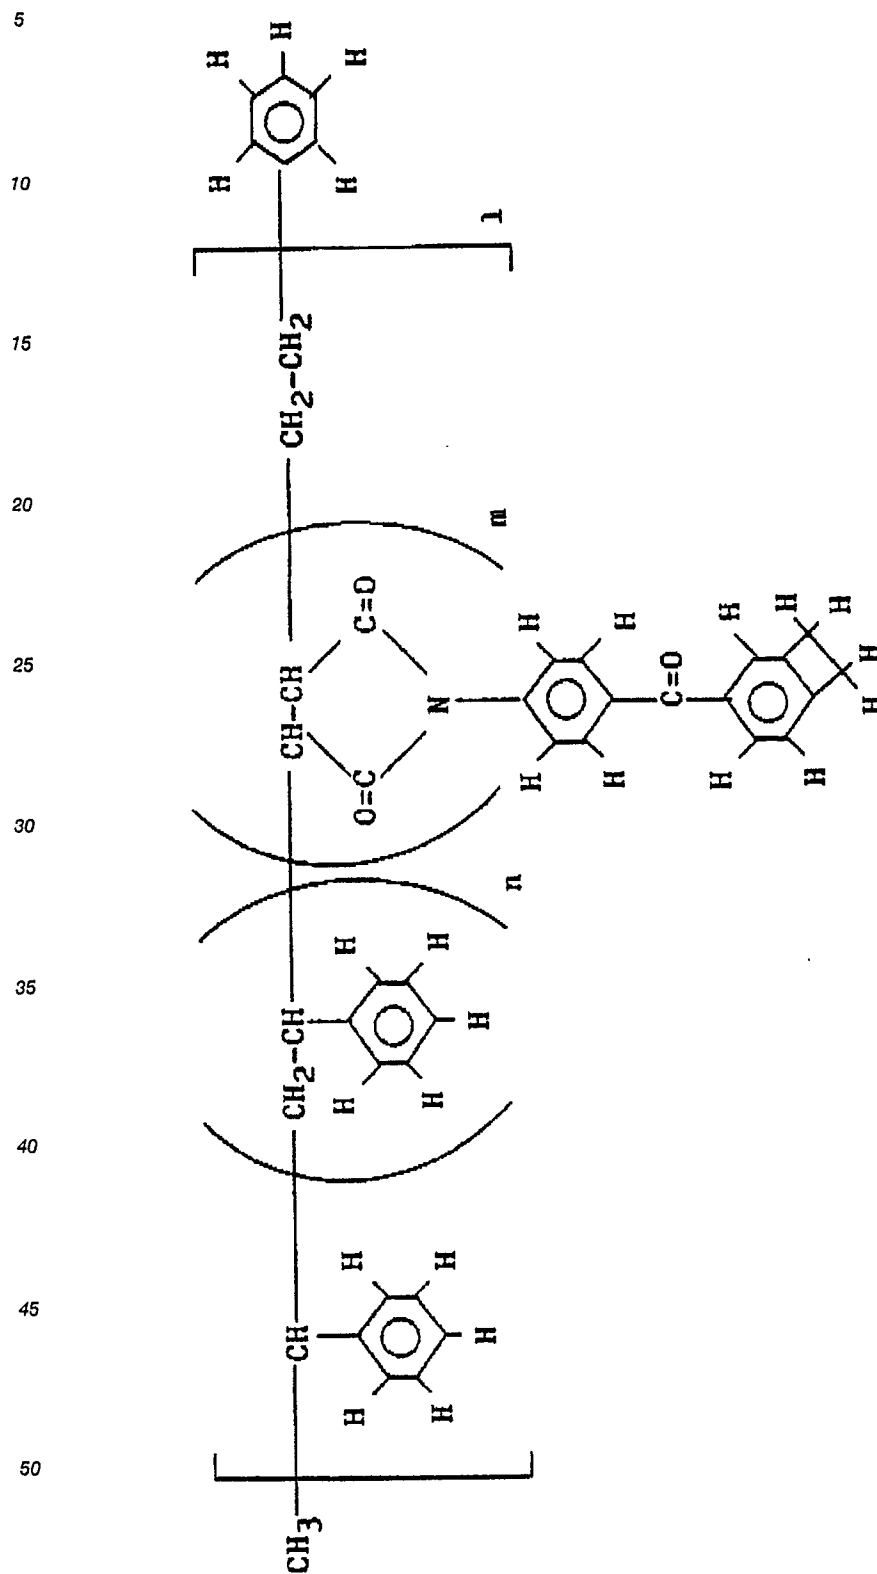 5
10
15
20
25
30
35
40
45
50
H H
H
CH3 CH CH2-CH CH-CH CH2-CH2
H H H H O=C C=O H H
H H H H N
H H n m 1
H H
H H
C=O
H H
H
H
H
H H